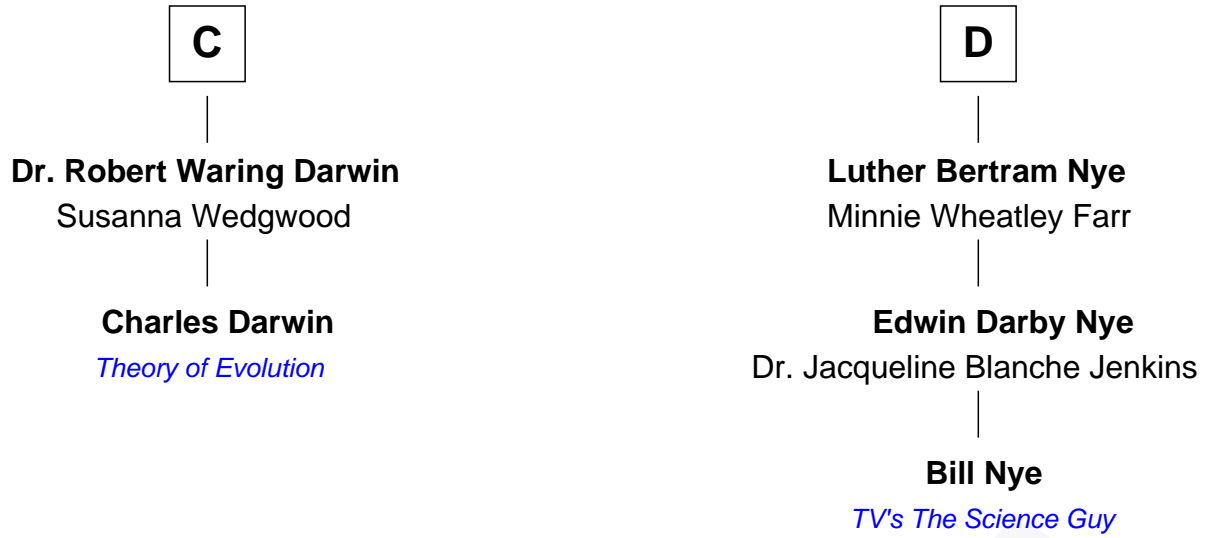 C
Dr. Robert Waring Darwin
Susanna Wedgwood
Charles Darwin
Theory of Evolution
D
Luther Bertram Nye
Minnie Wheatley Farr
Edwin Darby Nye
Dr. Jacqueline Blanche Jenkins
Bill Nye
TV's The Science Guy